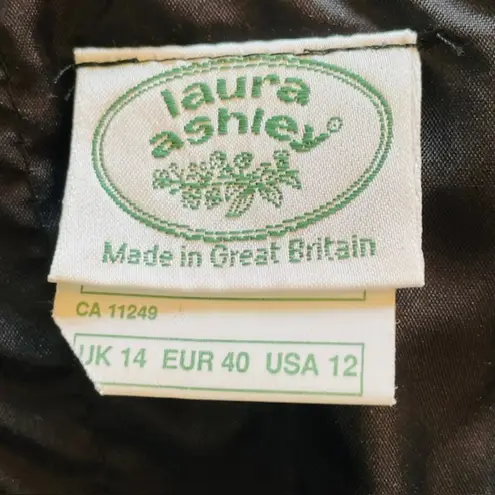 laura
ashley®
Made in Great Britain
CA 11249
UK 14 EUR 40 USA 12